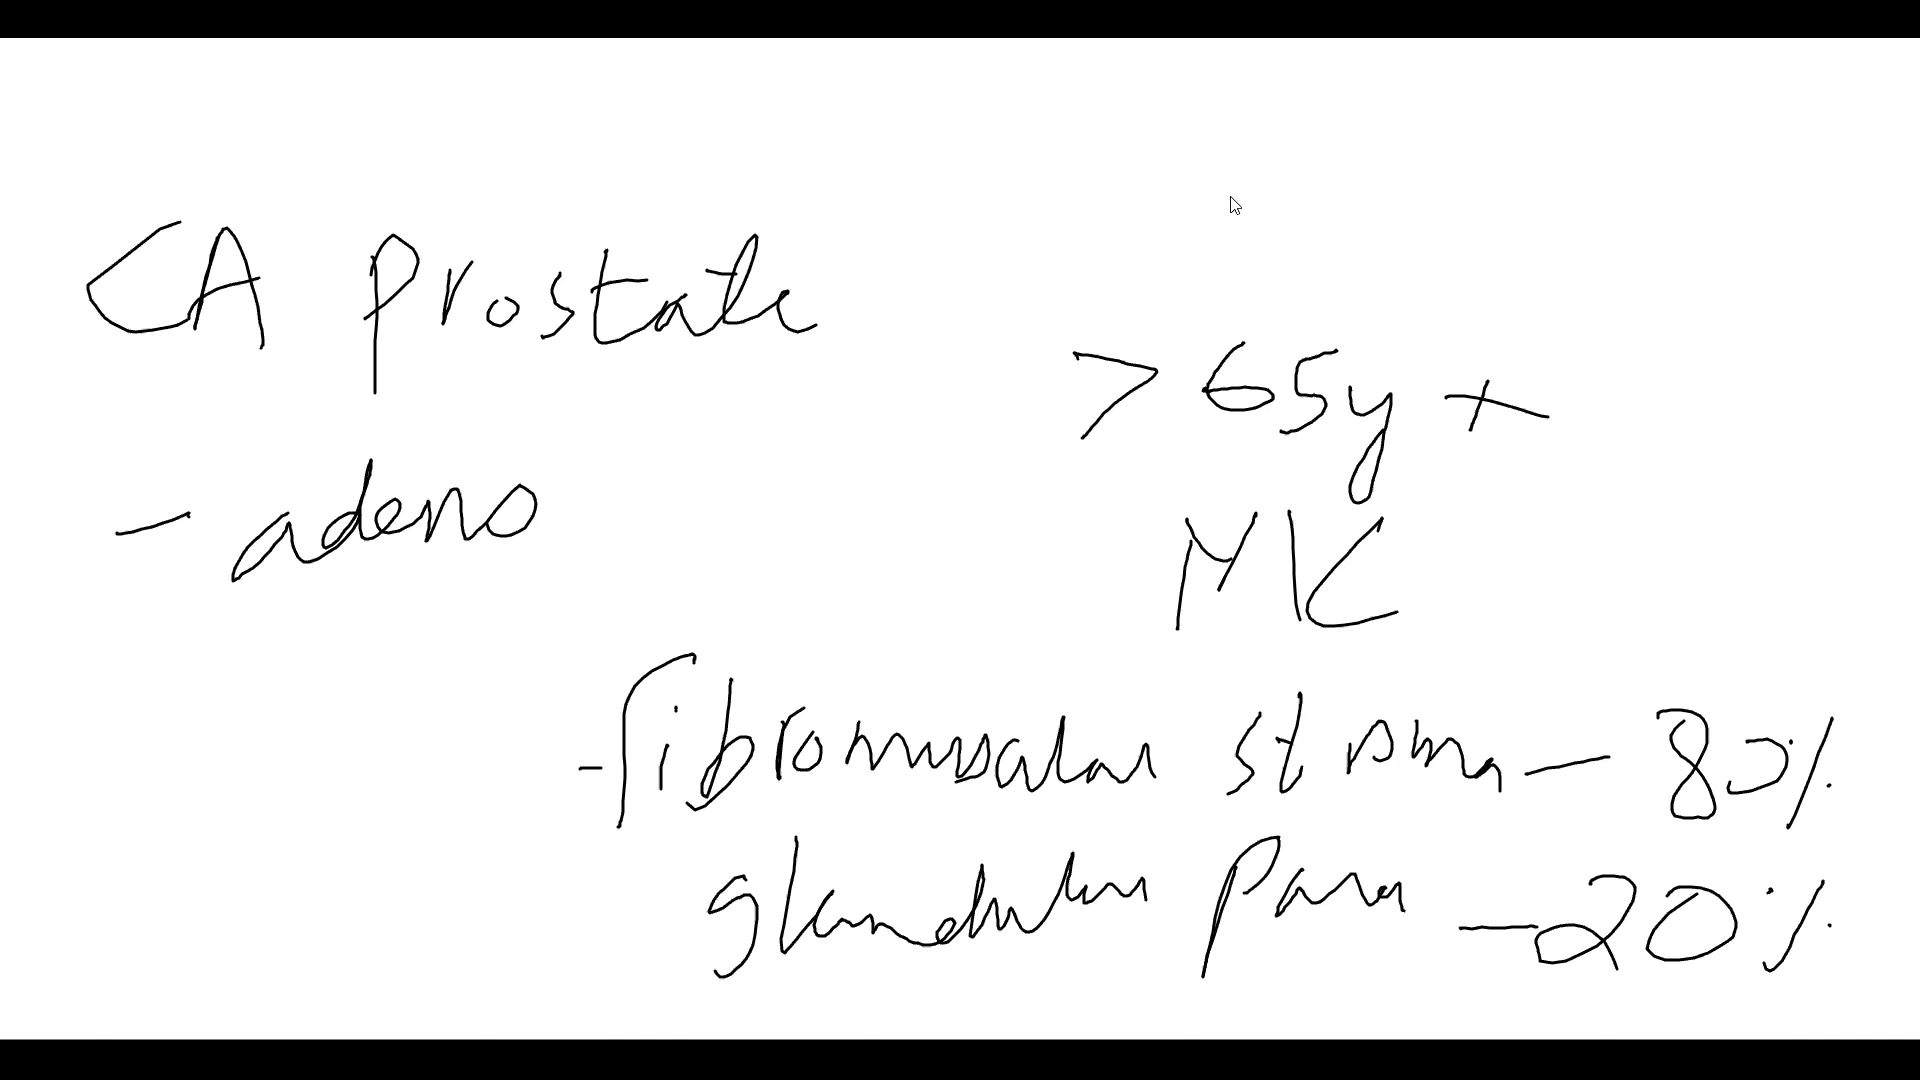 CA Prostate
> 65y +
- adeno
MC
- fibromuscular stroma - 80%
glandular Para - 20%